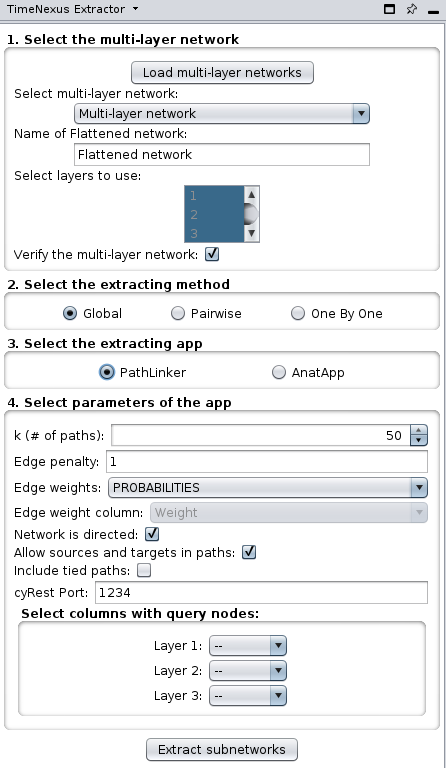 TimeNexus Extractor
1. Select the multi-layer network
Load multi-layer networks
Select multi-layer network:
Multi-layer network
Name of Flattened network:
Flattened network
Select layers to use:
1
2
3
Verify the multi-layer network:
2. Select the extracting method
Global Pairwise One By One
3. Select the extracting app
PathLinker AnatApp
4. Select parameters of the app
k (# of paths): 50
Edge penalty: 1
Edge weights: PROBABILITIES
Edge weight column: Weight
Network is directed:
Allow sources and targets in paths:
Include tied paths:
cyRest Port: 1234
Select columns with query nodes:
Layer 1: --
Layer 2: --
Layer 3: --
Extract subnetworks